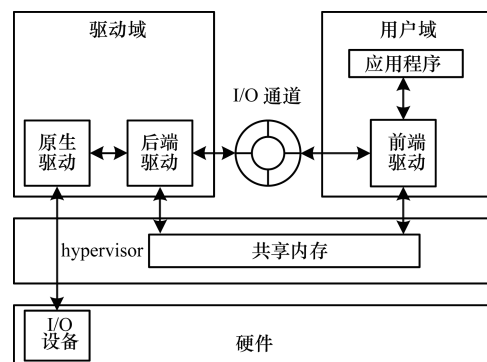 驱动域
用户域
应用程序
I/O 通道
原生
驱动
后端
驱动
前端
驱动
hypervisor
共享内存
I/O
设备
硬件